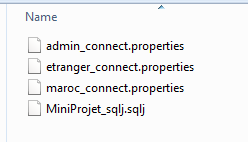 Name
admin_connect.properties
etranger_connect.properties
maroc_connect.properties
MiniProjet_sqlj.sqlj